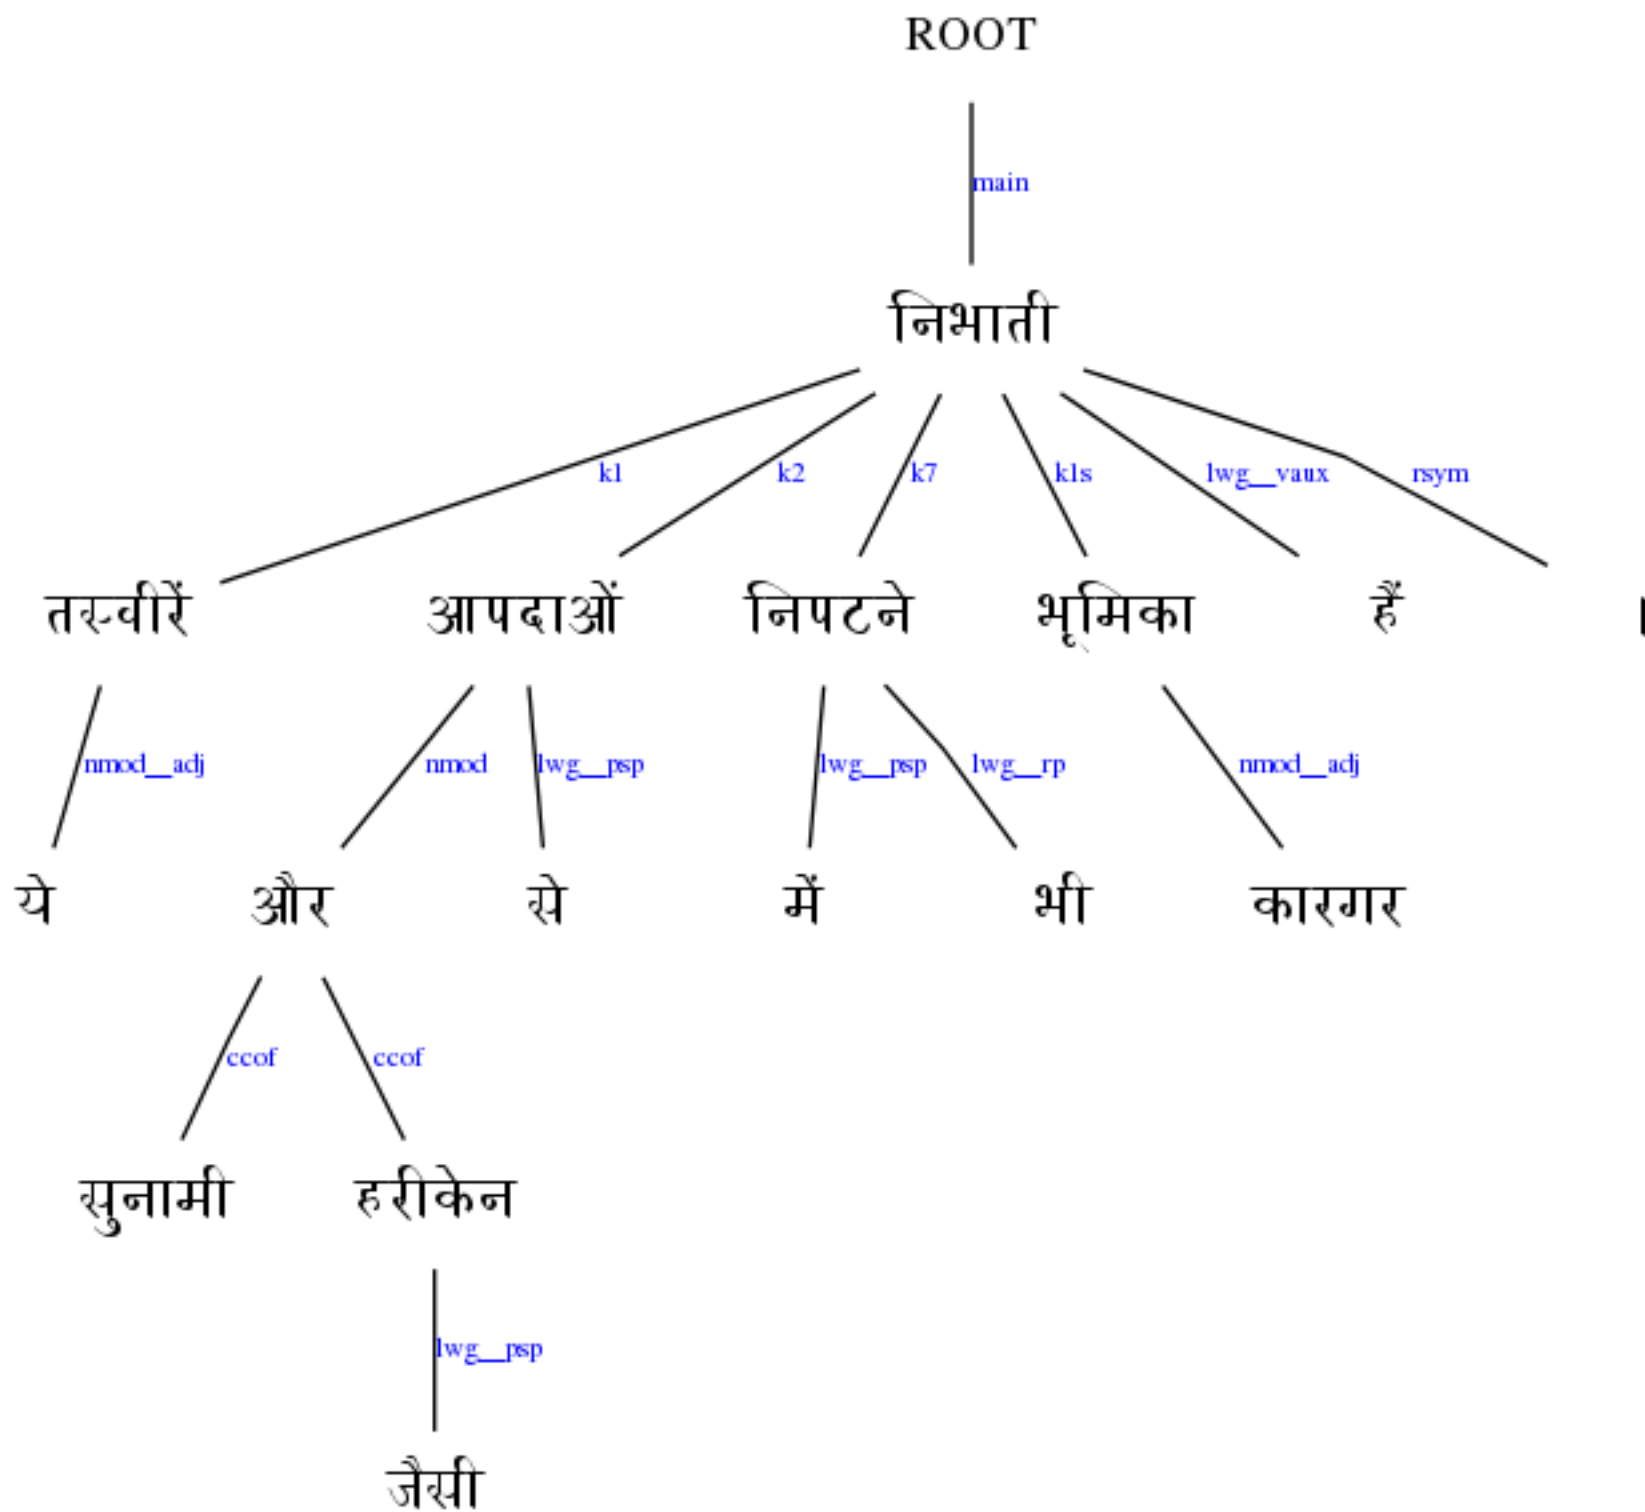 ROOT
main
निभाती
k1 k2 k7 k1s lwg__vaux rsym
तस्वीरें आपदाओं निपटने भूमिका हैं ।
nmod__adj nmod lwg__psp lwg__psp lwg__rp nmod__adj
ये और से में भी कारगर
ccof ccof
सुनामी हरीकेन
lwg__psp
जैसी